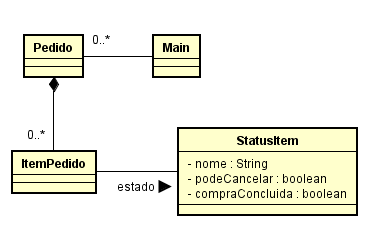 Pedido
0..*
Main
0..*
ItemPedido
estado
StatusItem
- nome : String
- podeCancelar : boolean
- compraConcluida : boolean